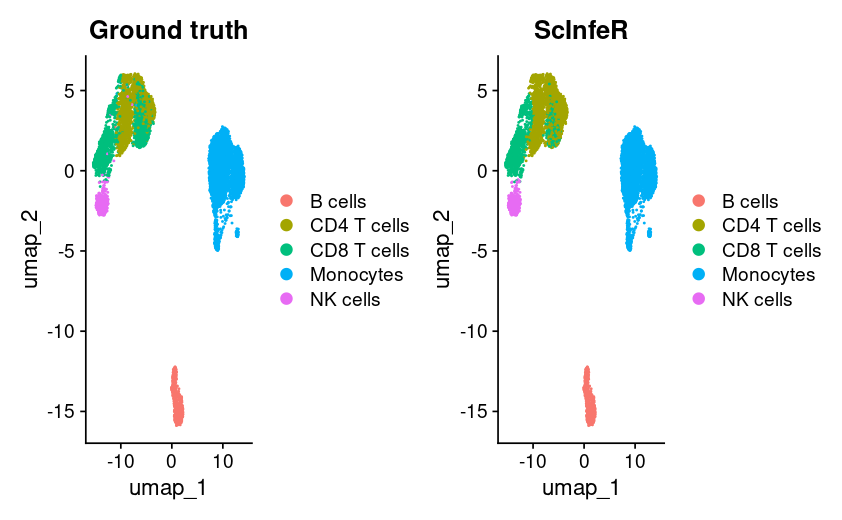 Ground truth
umap_2
5
0
-5
-10
-15
-10 0 10
umap_1
B cells
CD4 T cells
CD8 T cells
Monocytes
NK cells
ScInfeR
umap_2
5
0
-5
-10
-15
-10 0 10
umap_1
B cells
CD4 T cells
CD8 T cells
Monocytes
NK cells